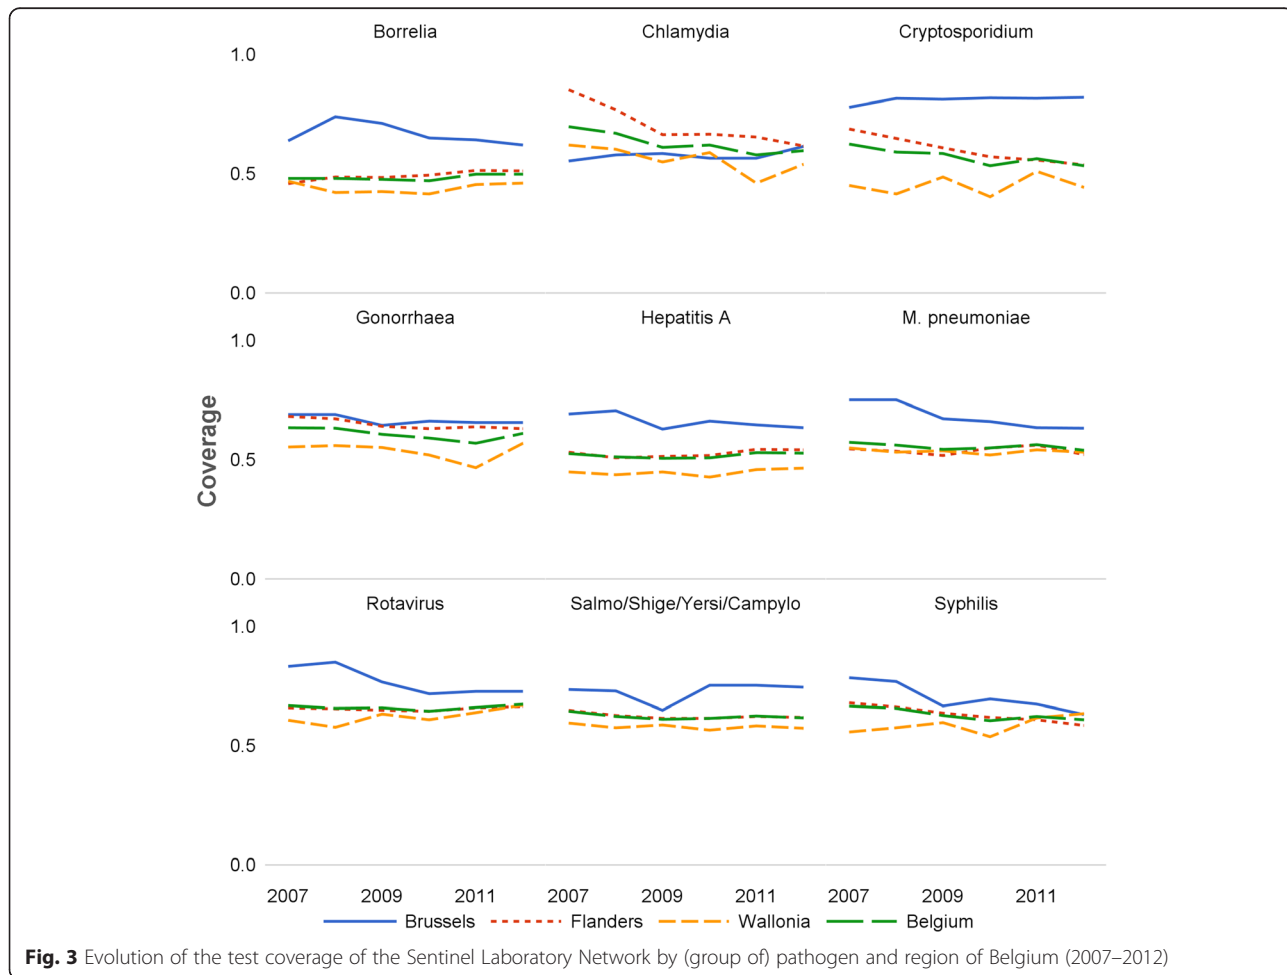 Borrelia Chlamydia Cryptosporidium
1.0
0.5
0.0
Gonorrhaea Hepatitis A M. pneumoniae
1.0
Coverage
0.5
0.0
Rotavirus Salmo/Shige/Yersi/Campylo Syphilis
1.0
0.5
0.0
2007 2009 2011 2007 2009 2011 2007 2009 2011
Brussels Flanders Wallonia Belgium
Fig. 3 Evolution of the test coverage of the Sentinel Laboratory Network by (group of) pathogen and region of Belgium (2007–2012)